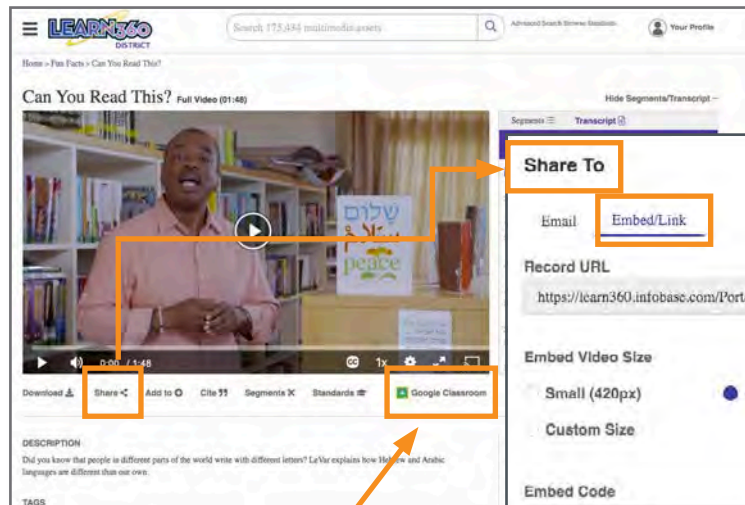 LEARN360
DISTRICT
Search 175,434 multimedia assets
Advanced Search Browse Standards
Your Profile
Home > Fun Facts > Can You Read This?
Can You Read This? Full Video (01:48)
Hide Segments/Transcript –
Segments
Transcript
שלום
peace
0:00 / 1:48
CC
1x
Download
Share
Add to
Cite
Segments
Standards
Google Classroom
DESCRIPTION
Did you know that people in different parts of the world write with different letters? LeVar explains how Hebrew and Arabic
languages are different than our own.
TAGS
Share To
Email
Embed/Link
Record URL
https://learn360.infobase.com/Port
Embed Video Size
Small (420px)
Custom Size
Embed Code